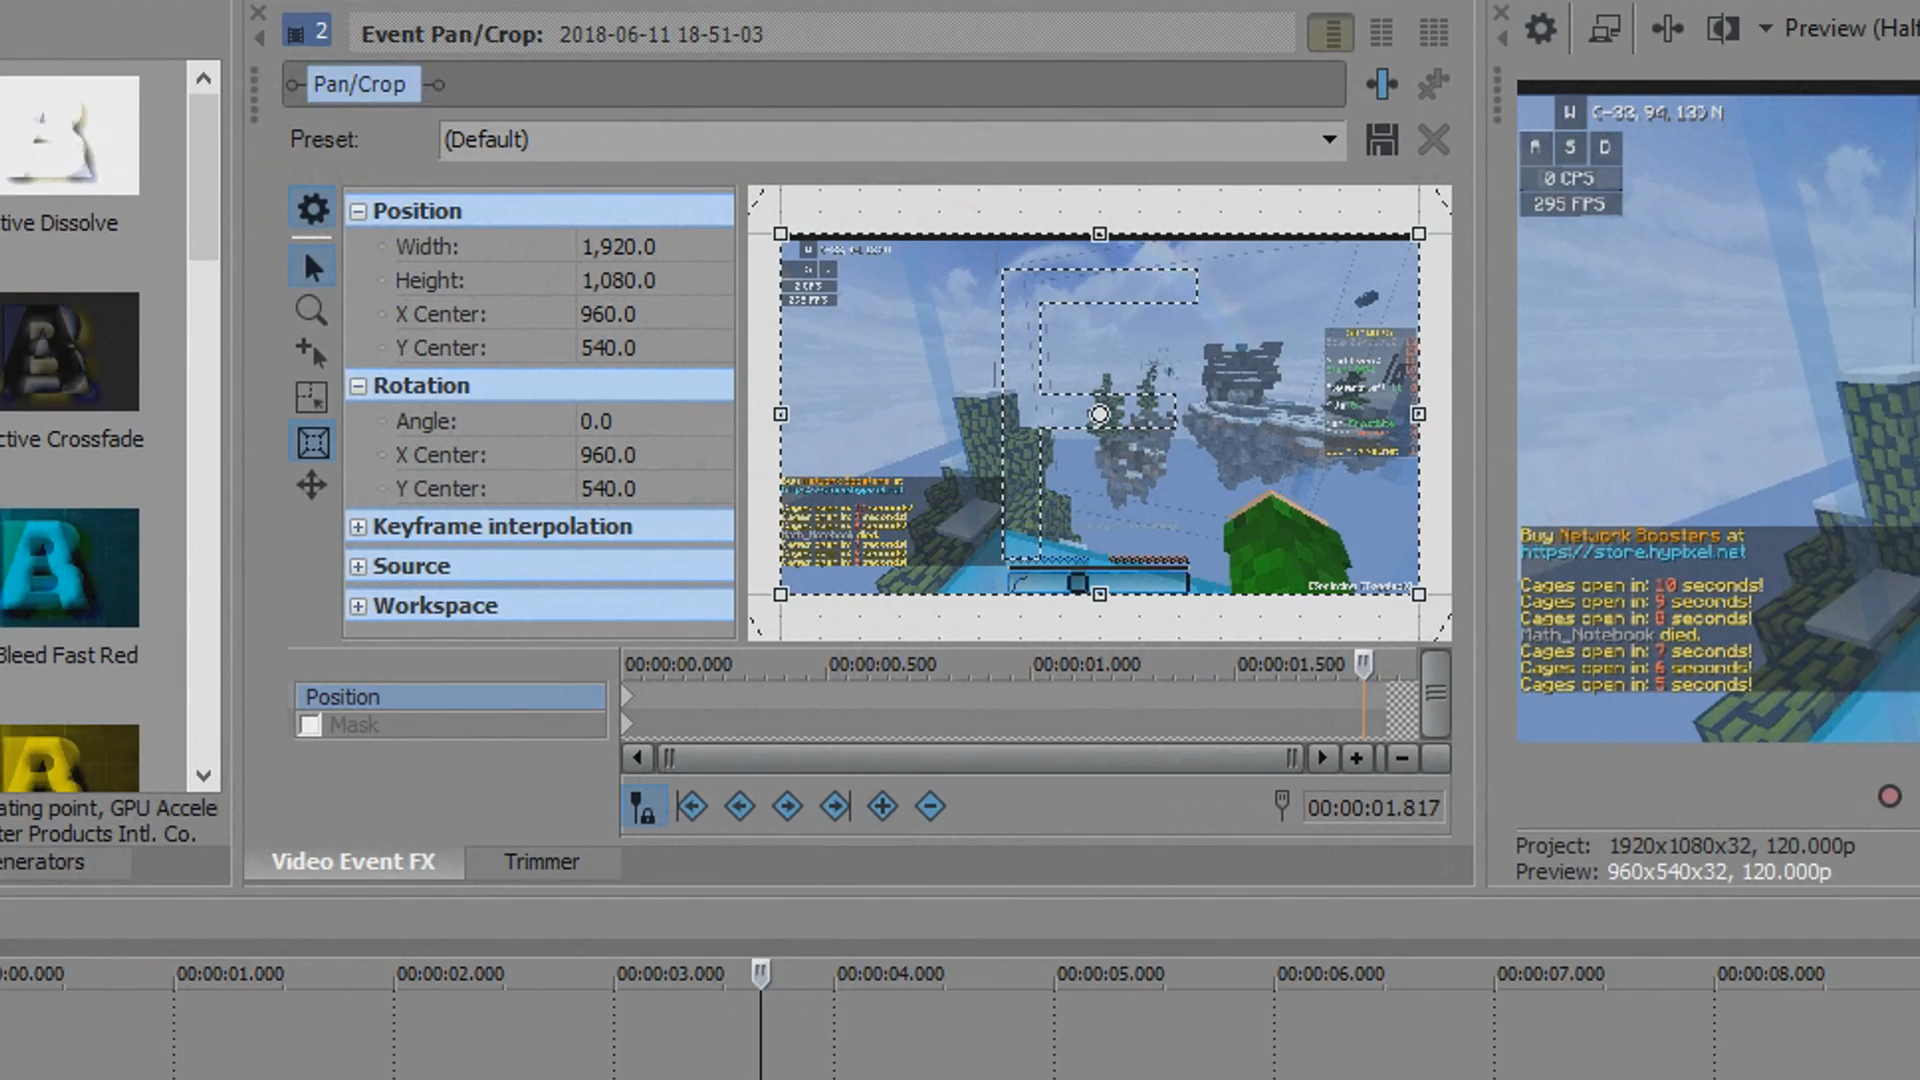 2
Event Pan/Crop: 2018-06-11 18-51-03
Preview (Half
Pan/Crop
Preset:
(Default)
tive Dissolve
ctive Crossfade
Bleed Fast Red
ating point, GPU Accele
ter Products Intl. Co.
enerators
Position
Width: 1,920.0
Height: 1,080.0
X Center: 960.0
Y Center: 540.0
Rotation
Angle: 0.0
X Center: 960.0
Y Center: 540.0
Keyframe interpolation
Source
Workspace
00:00:00.000
00:00:00.500
00:00:01.000
00:00:01.500
Position
Mask
00:00:01.817
Video Event FX
Trimmer
W
A S D
0 CPS
295 FPS
Buy Network Boosters at
https://store.hypixel.net
Cages open in: 10 seconds!
Cages open in: 9 seconds!
Cages open in: 8 seconds!
Math_Notebook died.
Cages open in: 7 seconds!
Cages open in: 6 seconds!
Cages open in: 5 seconds!
Project: 1920x1080x32, 120.000p
Preview: 960x540x32, 120.000p
0:00.000
00:00:01.000
00:00:02.000
00:00:03.000
00:00:04.000
00:00:05.000
00:00:06.000
00:00:07.000
00:00:08.000